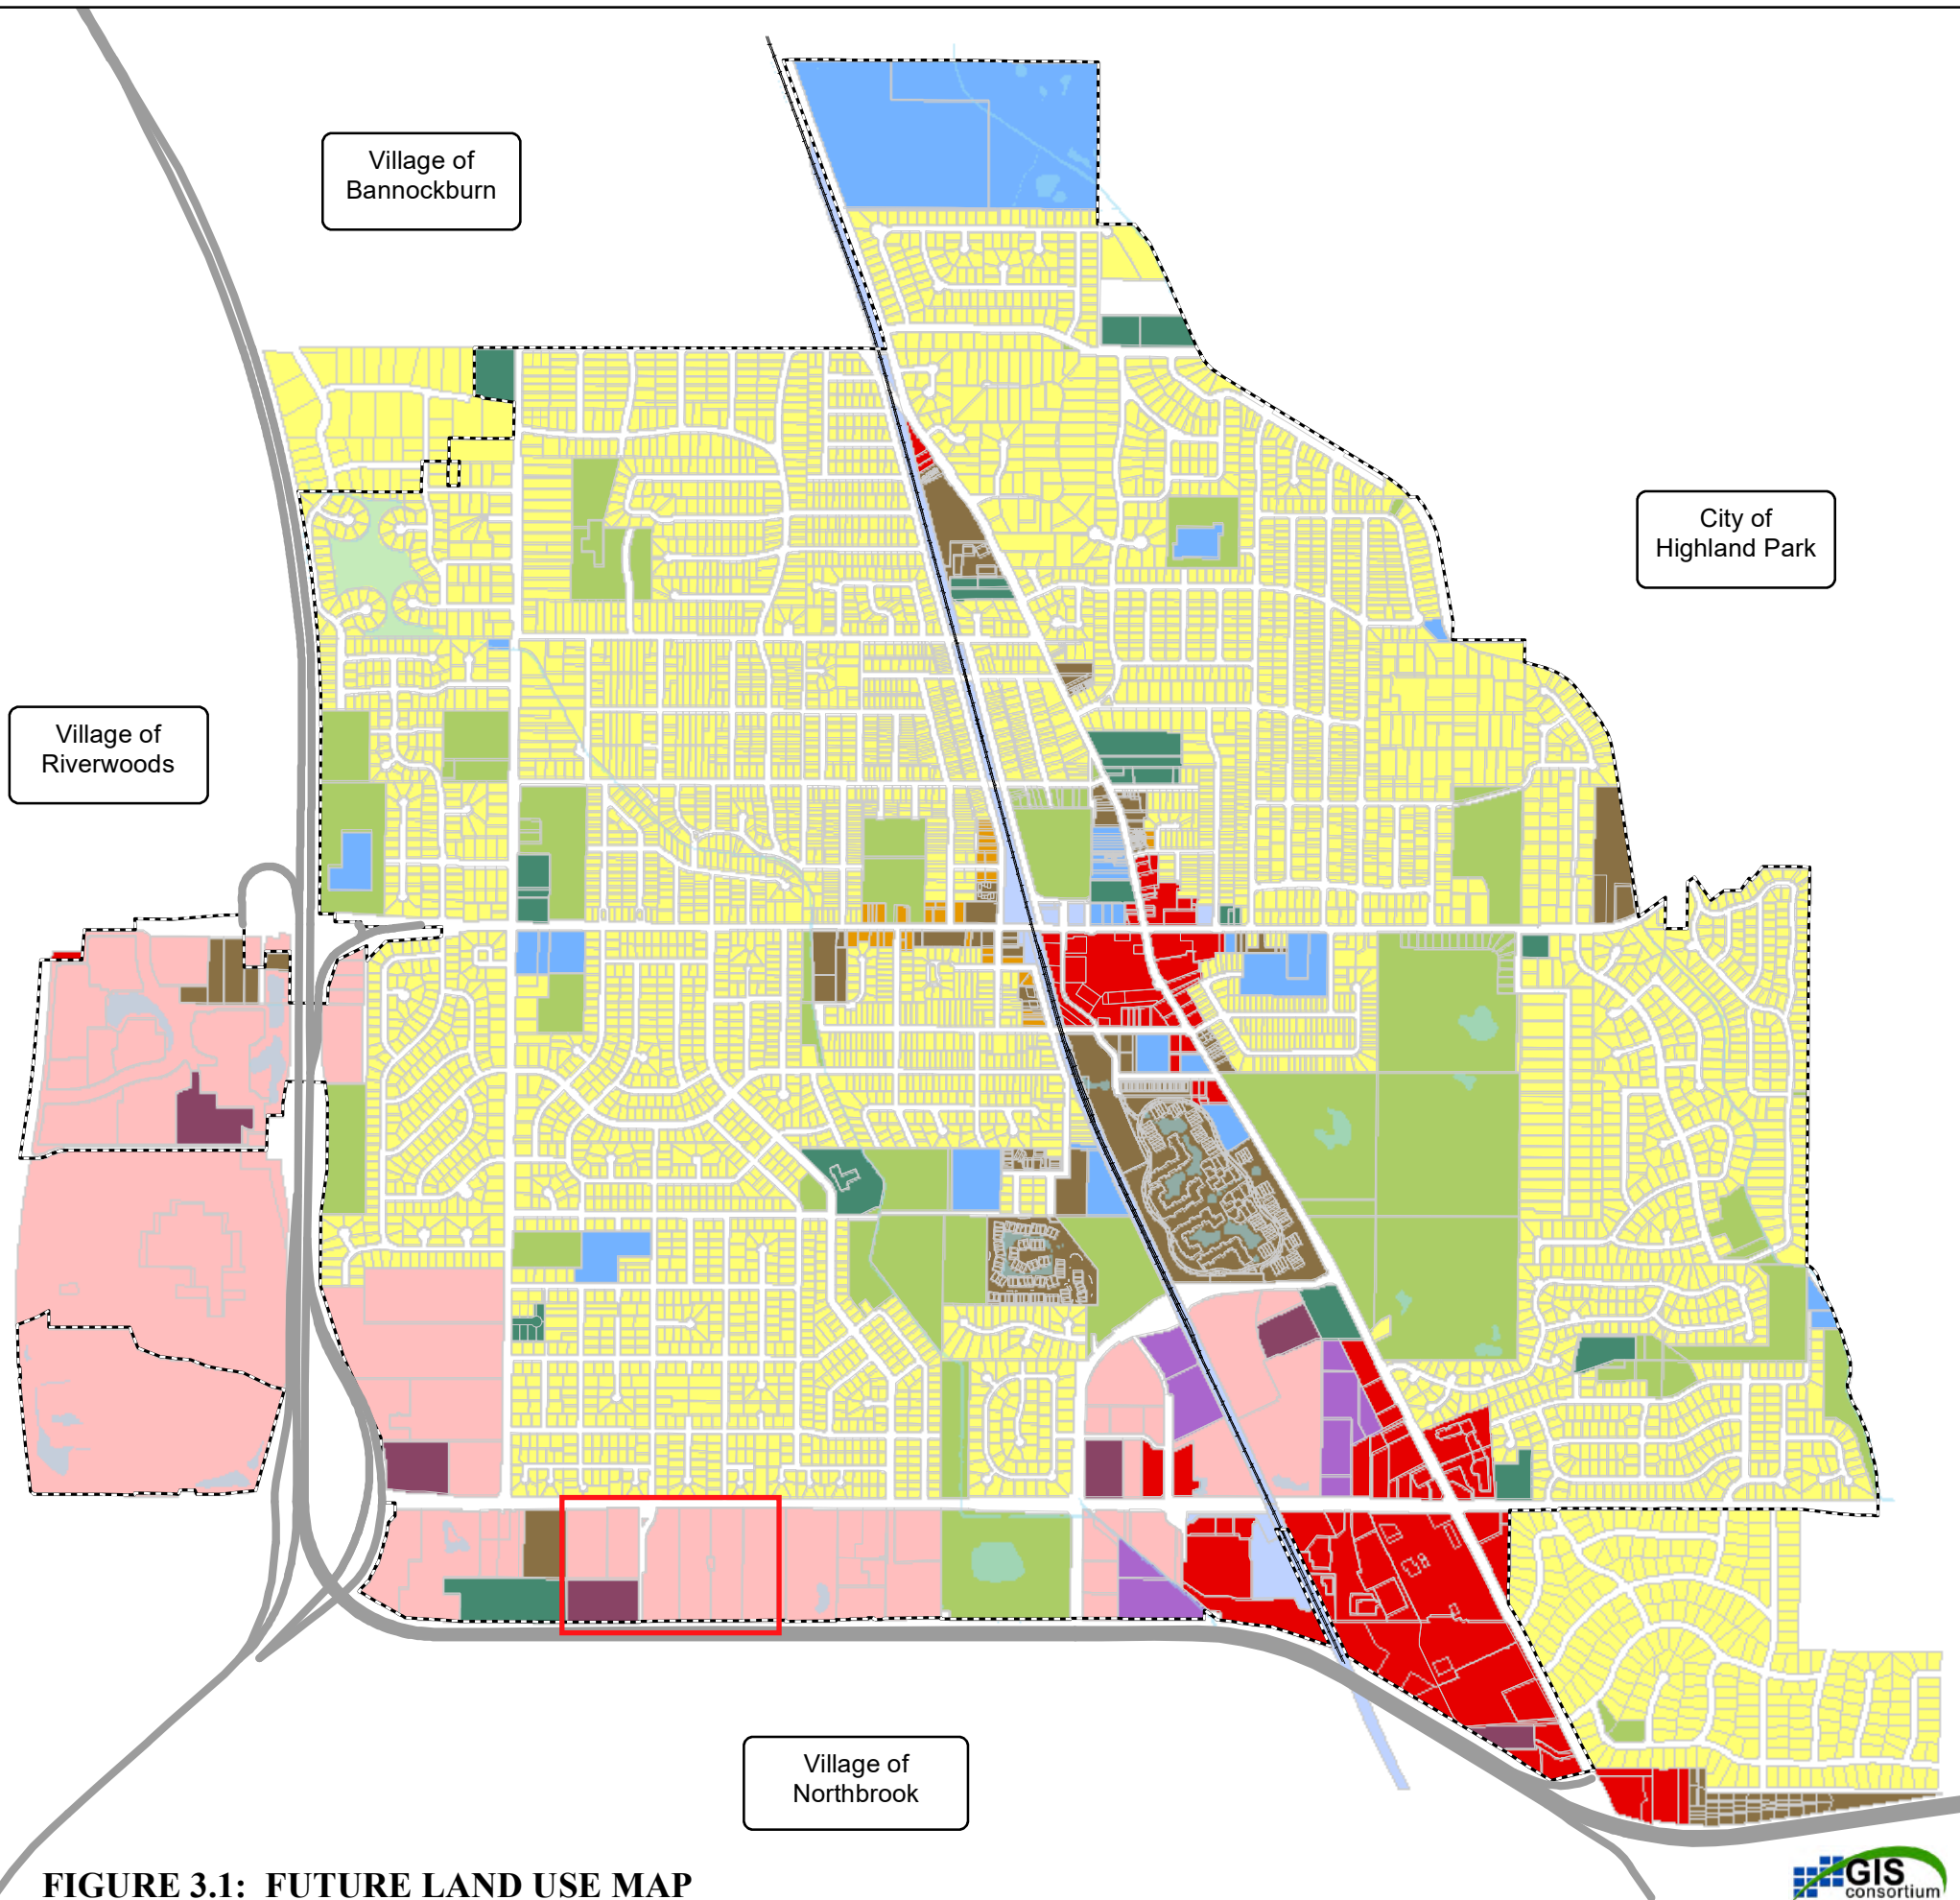 Village of
Bannockburn
City of
Highland Park
Village of
Riverwoods
Village of
Northbrook
FIGURE 3.1: FUTURE LAND USE MAP
GIS
consortium